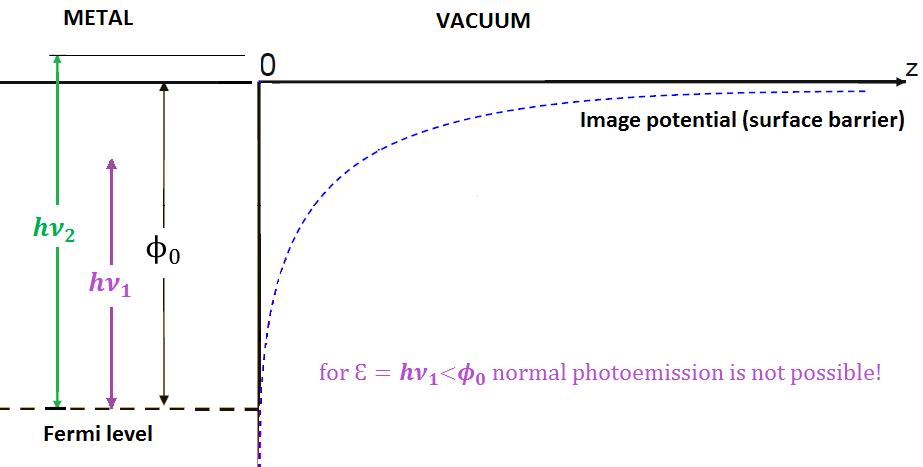 METAL
VACUUM
0
z
Image potential (surface barrier)
hν₂
ϕ₀
hν₁
for Ɛ = hν₁<ϕ₀ normal photoemission is not possible!
Fermi level